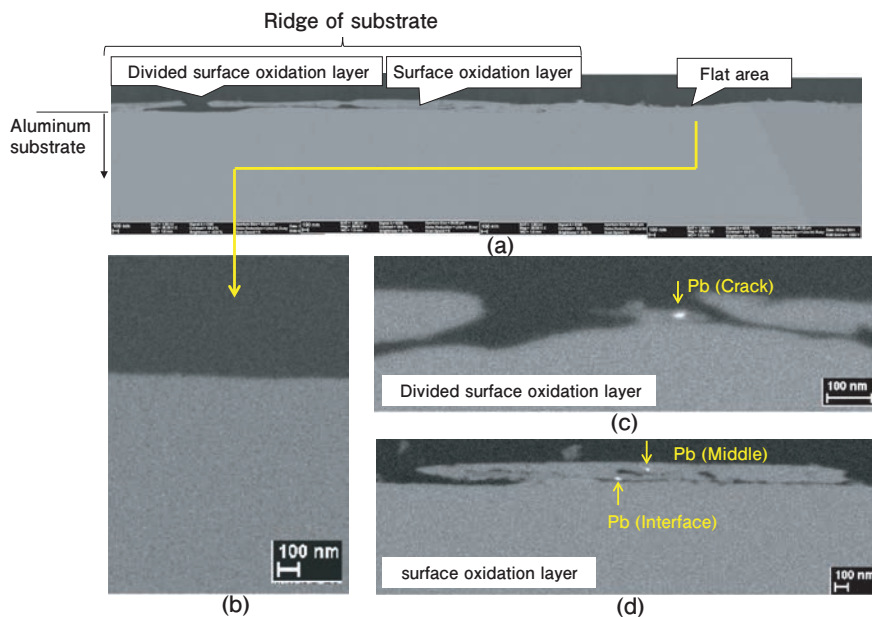 Ridge of substrate
Divided surface oxidation layer
Surface oxidation layer
Flat area
Aluminum
substrate
(a)
Pb (Crack)
Divided surface oxidation layer
100 nm
(c)
Pb (Middle)
Pb (Interface)
100 nm
surface oxidation layer
100 nm
(b)
(d)